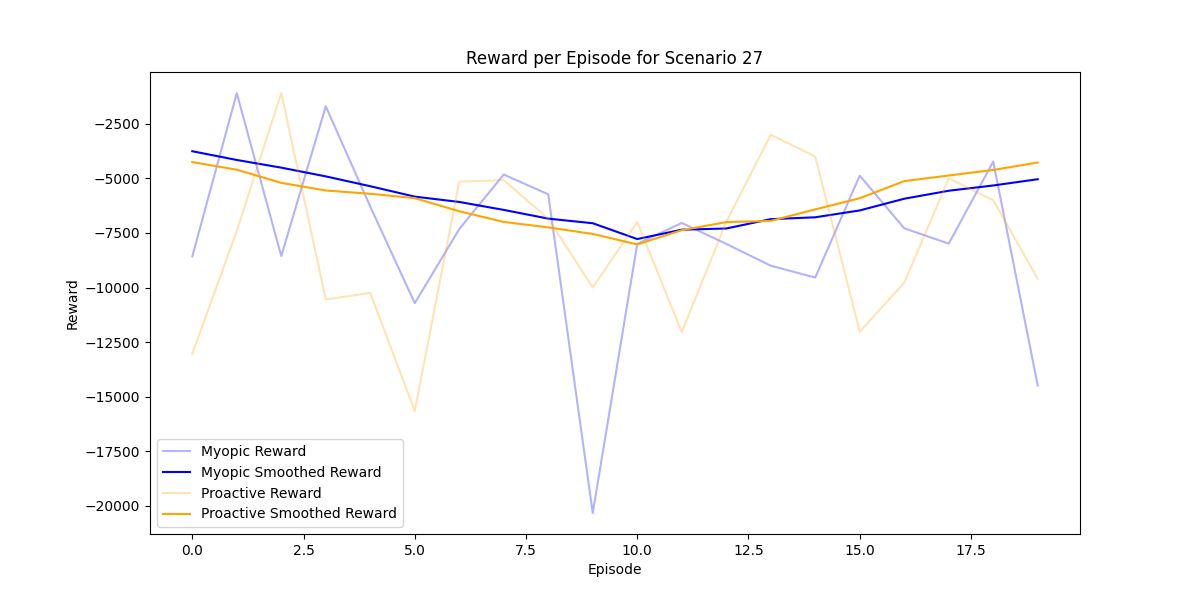 Reward per Episode for Scenario 27
Reward
−2500
−5000
−7500
−10000
−12500
−15000
−17500
−20000
Myopic Reward
Myopic Smoothed Reward
Proactive Reward
Proactive Smoothed Reward
0.0 2.5 5.0 7.5 10.0 12.5 15.0 17.5
Episode